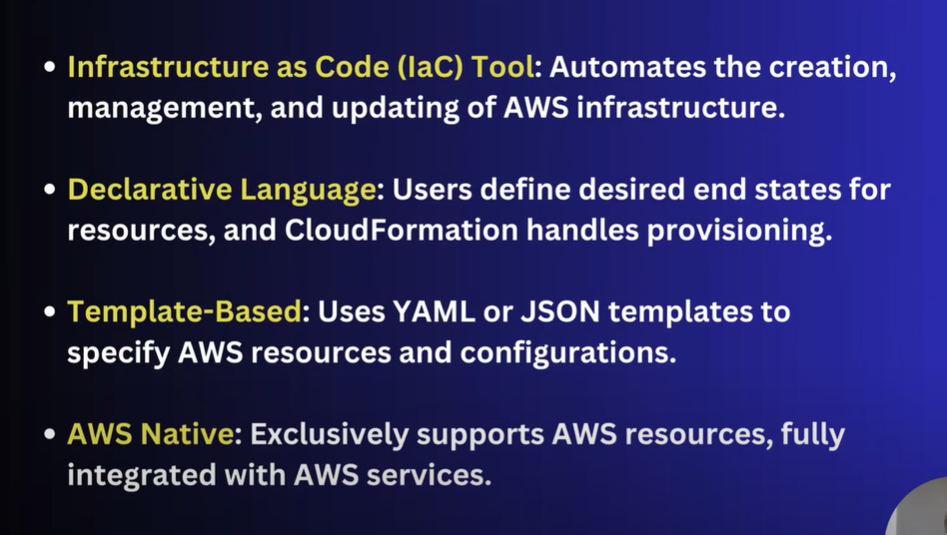 • Infrastructure as Code (IaC) Tool: Automates the creation,
management, and updating of AWS infrastructure.
• Declarative Language: Users define desired end states for
resources, and CloudFormation handles provisioning.
• Template-Based: Uses YAML or JSON templates to
specify AWS resources and configurations.
• AWS Native: Exclusively supports AWS resources, fully
integrated with AWS services.